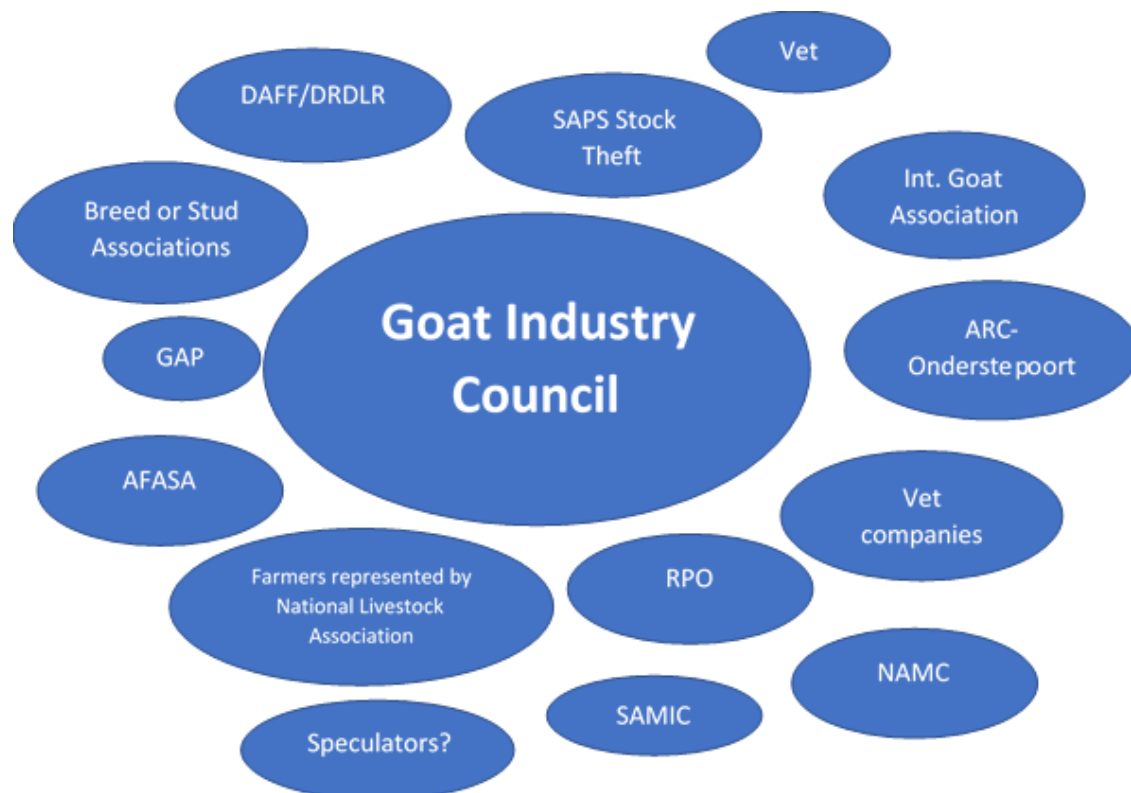 Vet
DAFF/DRDLR
SAPS Stock
Theft
Int. Goat
Association
Breed or Stud
Associations
Goat Industry
Council
GAP
ARC-
Onderstepoort
AFASA
Vet
companies
Farmers represented by
National Livestock
Association
RPO
NAMC
SAMIC
Speculators?